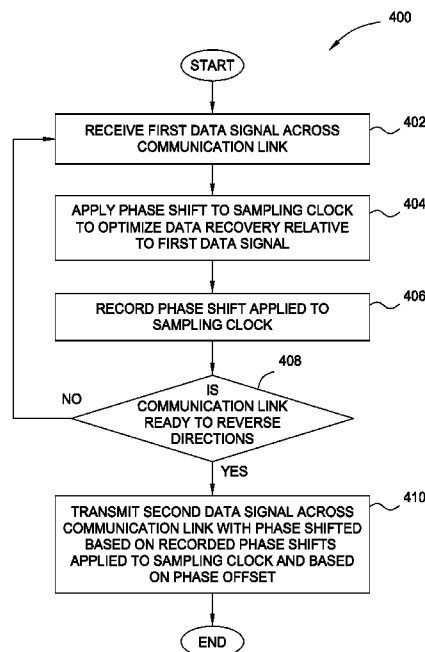 400
START
RECEIVE FIRST DATA SIGNAL ACROSS
COMMUNICATION LINK
402
APPLY PHASE SHIFT TO SAMPLING CLOCK
TO OPTIMIZE DATA RECOVERY RELATIVE
TO FIRST DATA SIGNAL
404
RECORD PHASE SHIFT APPLIED TO
SAMPLING CLOCK
406
408
IS
COMMUNICATION LINK
READY TO REVERSE
DIRECTIONS
NO
YES
TRANSMIT SECOND DATA SIGNAL ACROSS
COMMUNICATION LINK WITH PHASE SHIFTED
BASED ON RECORDED PHASE SHIFTS
APPLIED TO SAMPLING CLOCK AND BASED
ON PHASE OFFSET
410
END